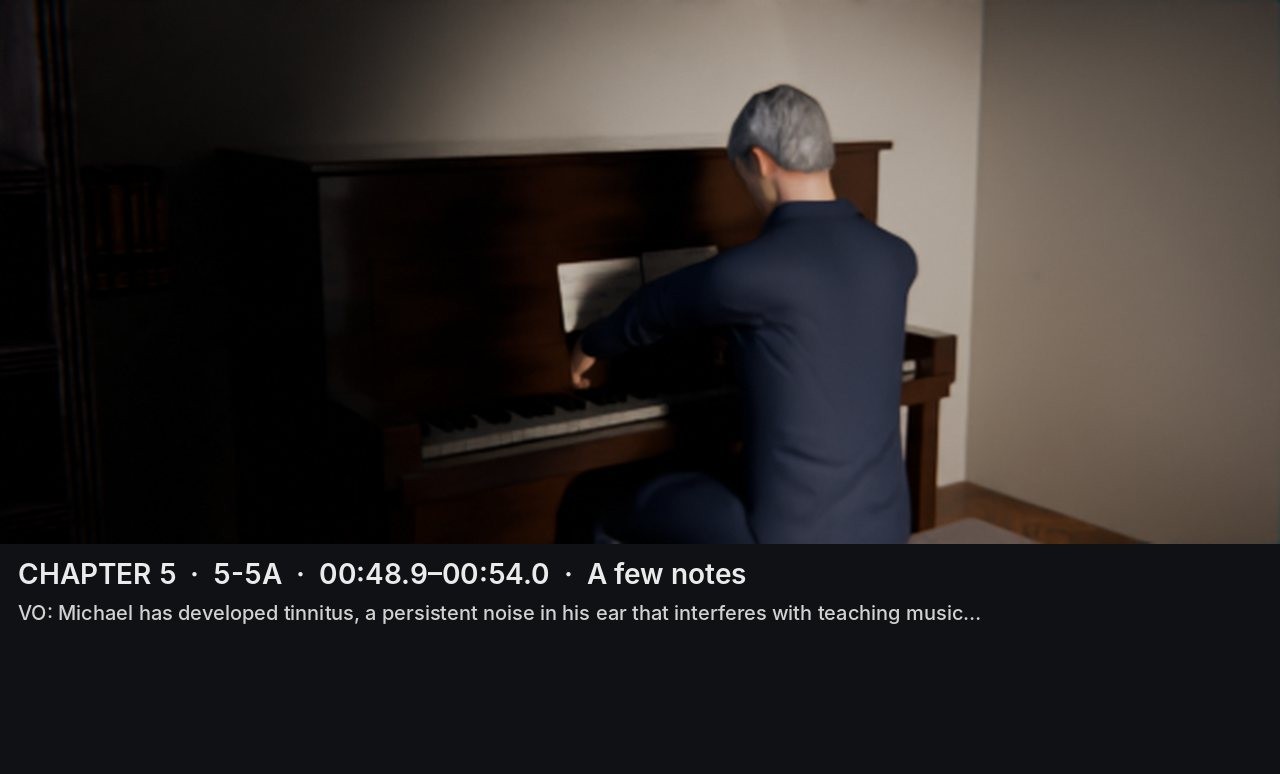 CHAPTER 5 · 5-5A · 00:48.9–00:54.0 · A few notes
VO: Michael has developed tinnitus, a persistent noise in his ear that interferes with teaching music...